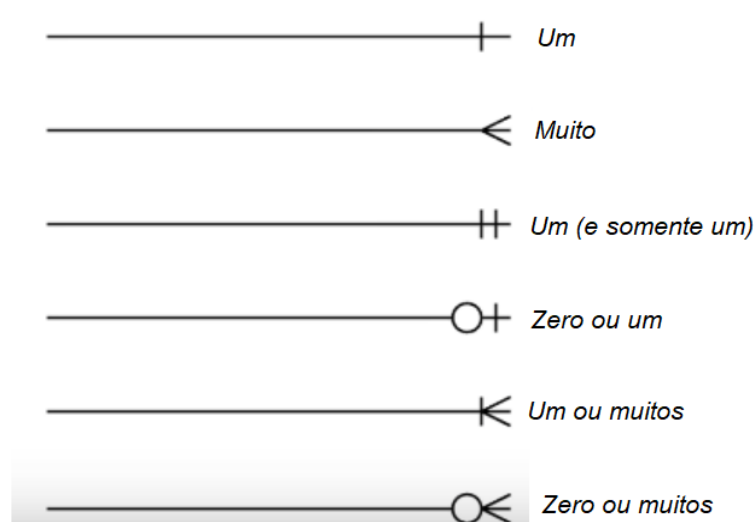 Um
Muito
Um (e somente um)
Zero ou um
Um ou muitos
Zero ou muitos